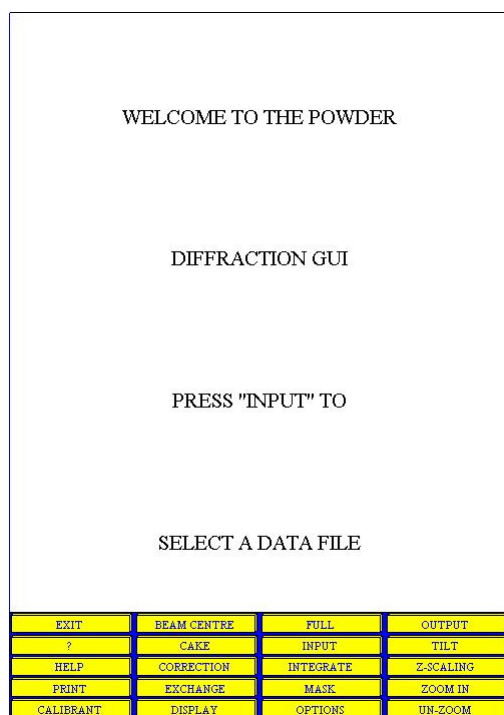 WELCOME TO THE POWDER
DIFFRACTION GUI
PRESS "INPUT" TO
SELECT A DATA FILE
EXIT BEAM CENTRE FULL OUTPUT
? CAKE INPUT TILT
HELP CORRECTION INTEGRATE Z-SCALING
PRINT EXCHANGE MASK ZOOM IN
CALIBRANT DISPLAY OPTIONS UN-ZOOM